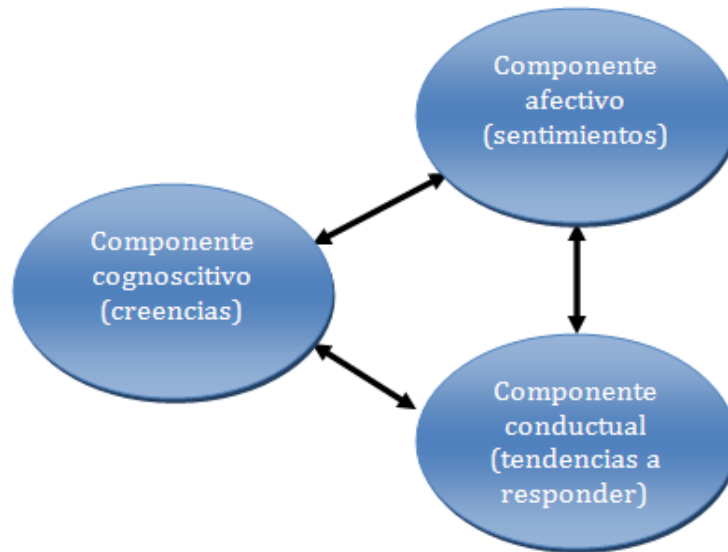 Componente
afectivo
(sentimientos)
Componente
cognoscitivo
(creencias)
Componente
conductual
(tendencias a
responder)